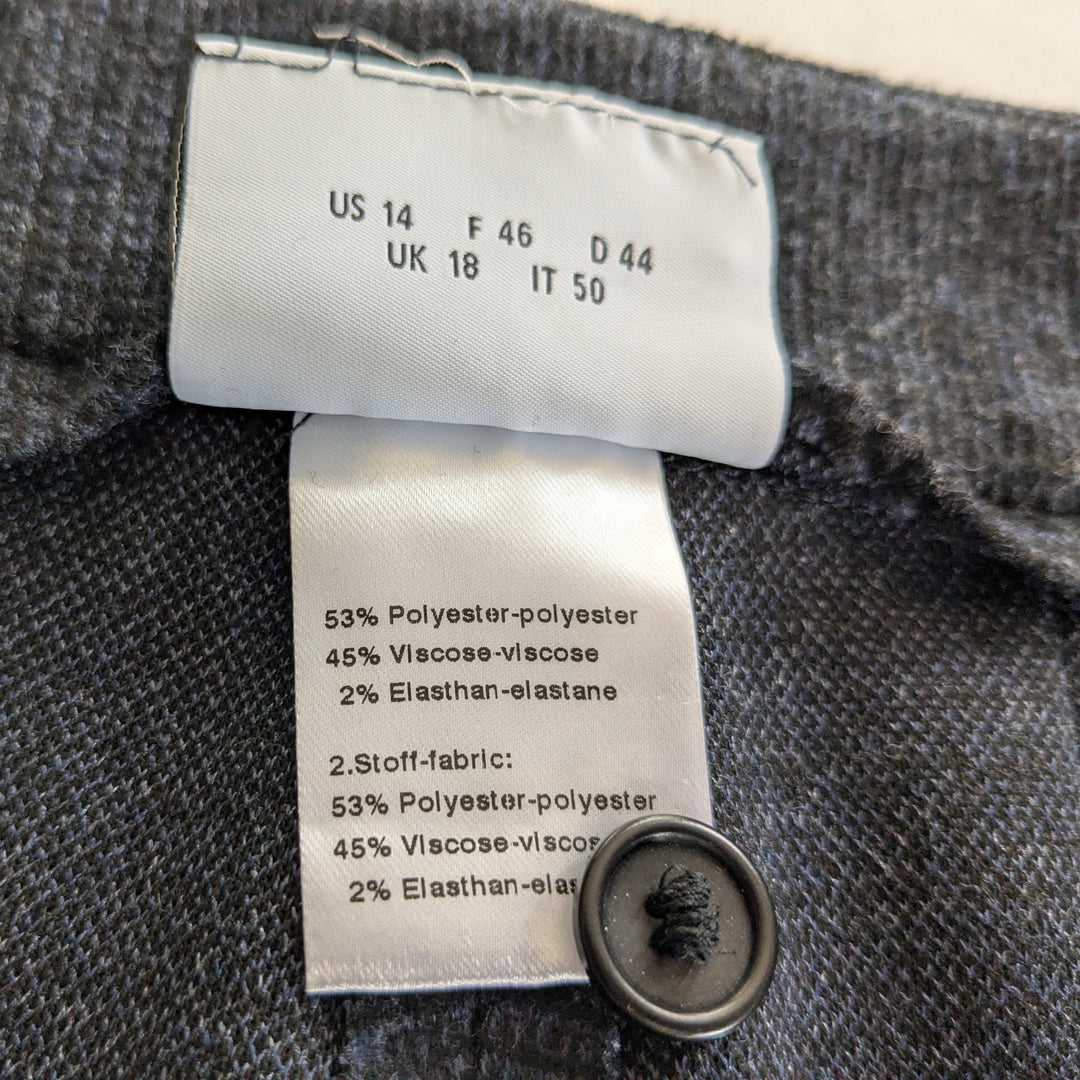 US 14 F 46 D 44
UK 18 IT 50
53% Polyester-polyester
45% Viscose-viscose
2% Elasthan-elastane
2.Stoff-fabric:
53% Polyester-polyester
45% Viscose-viscos
2% Elasthan-elas